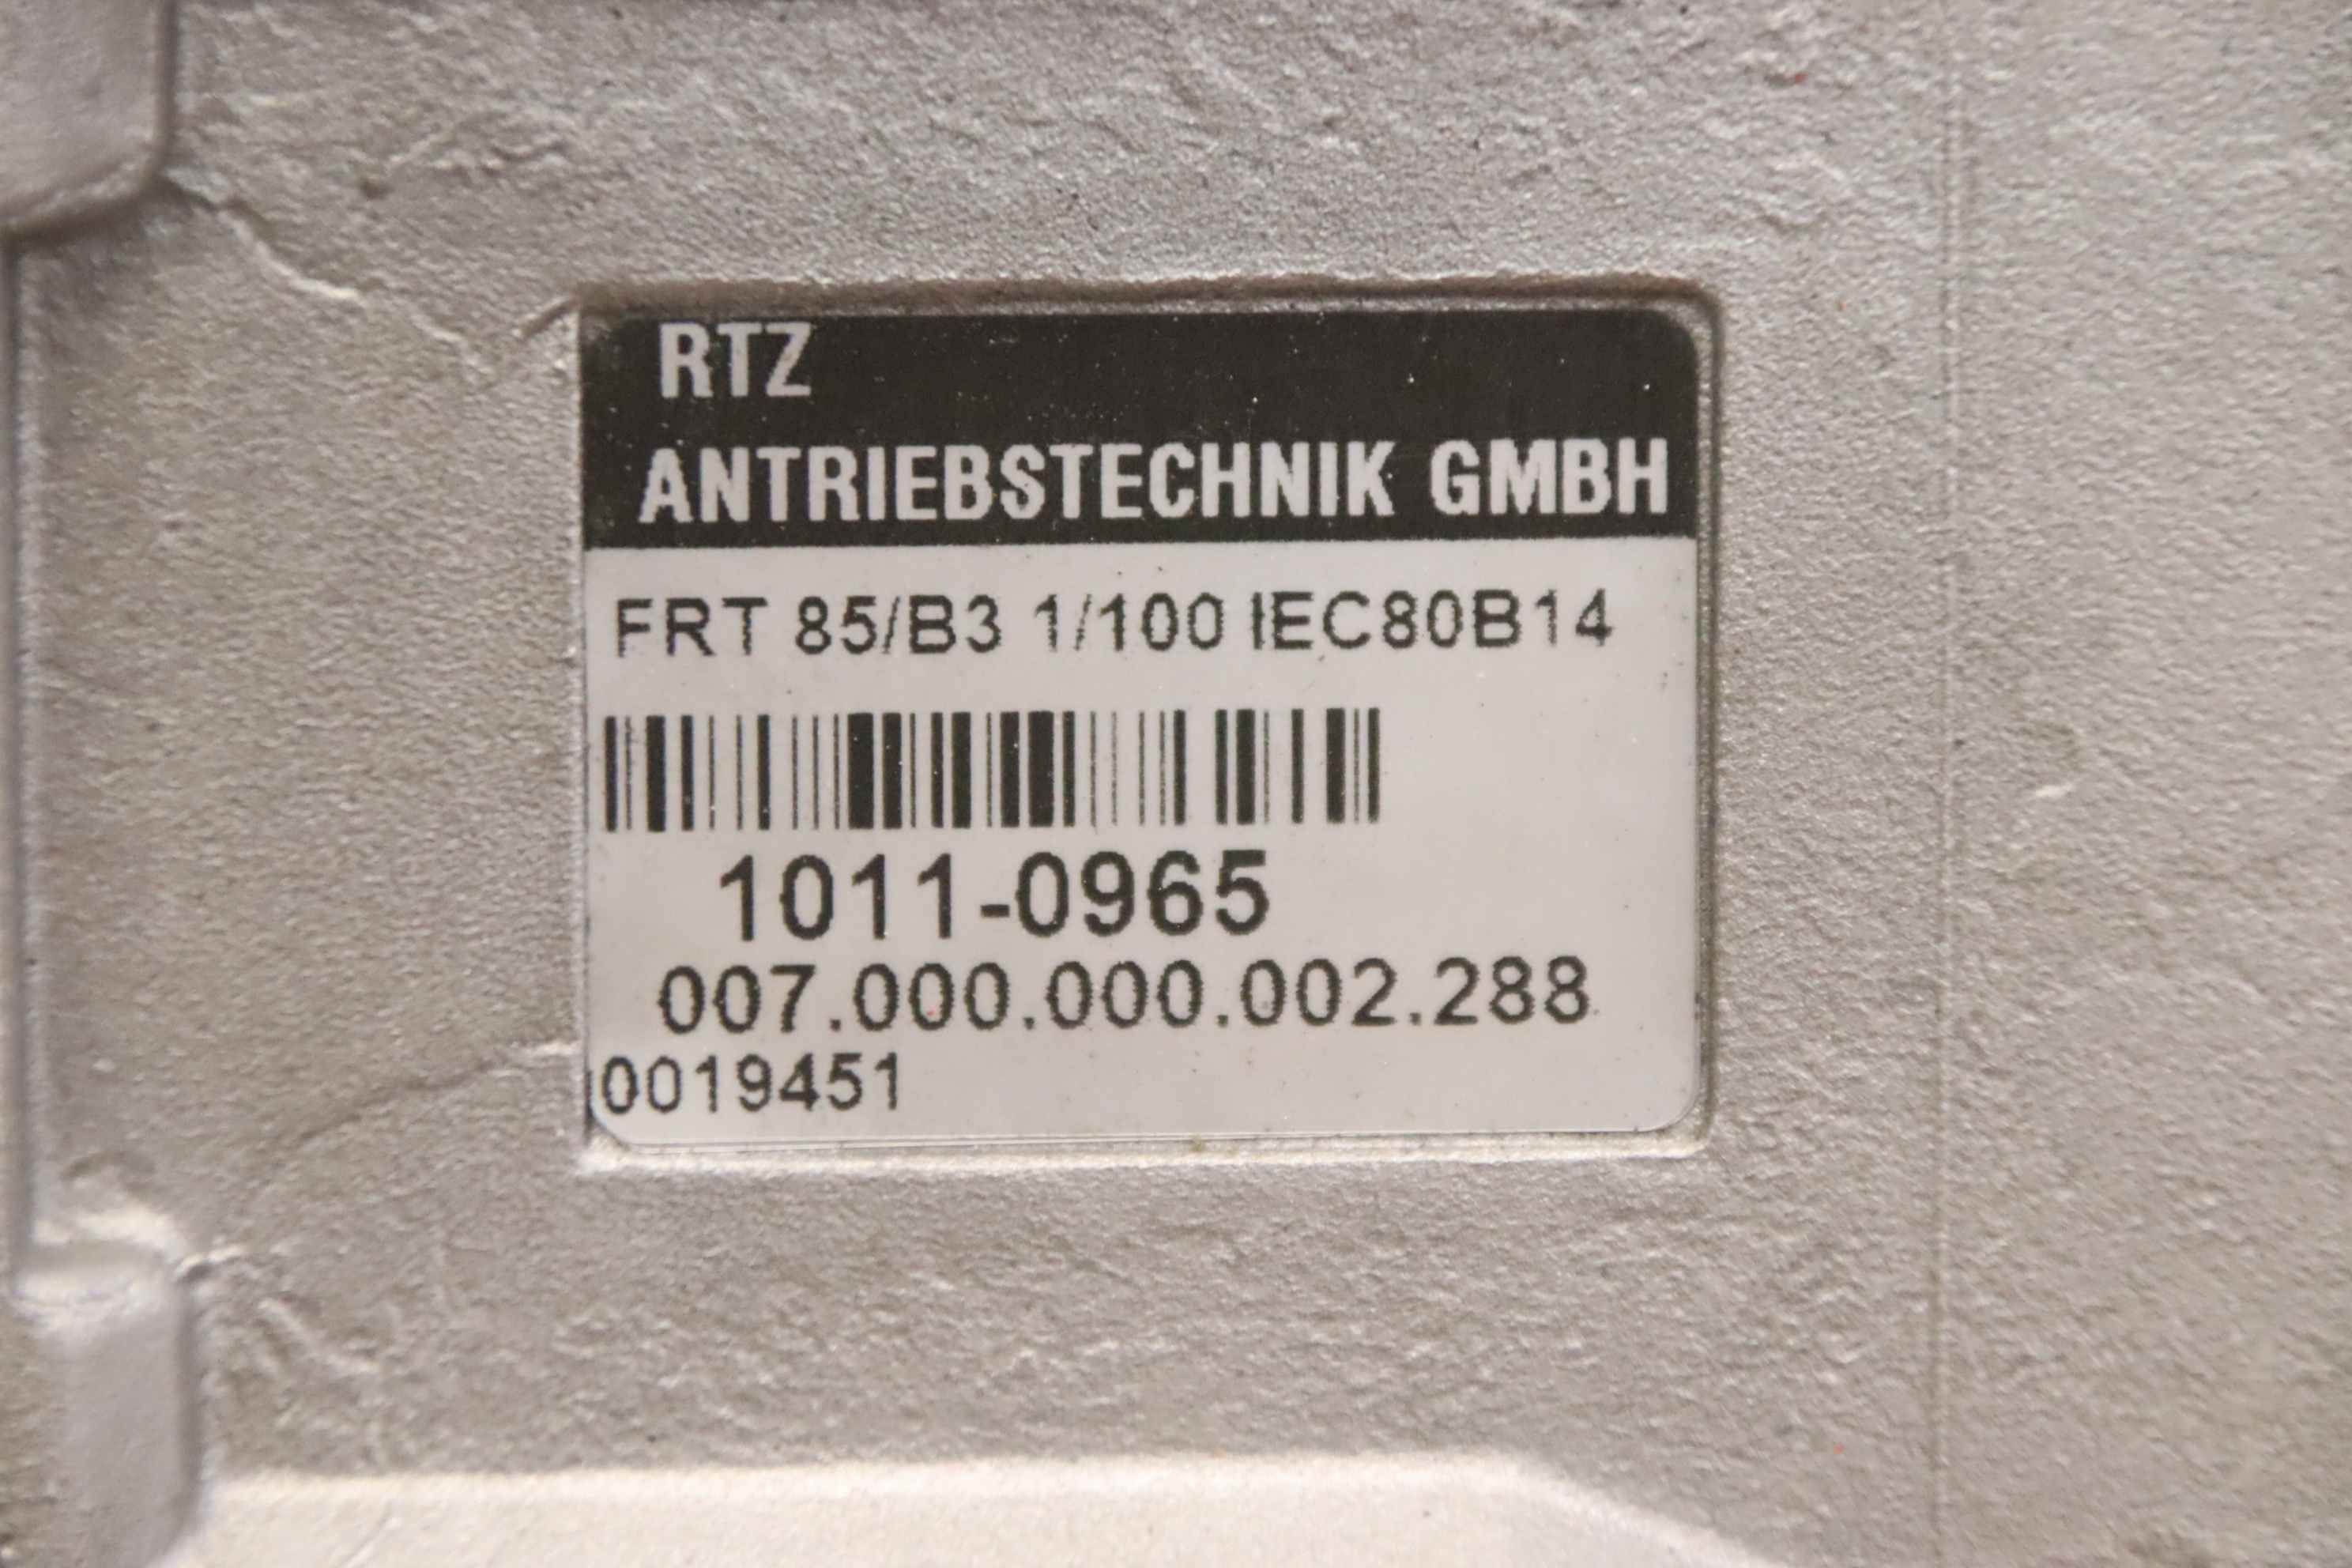 RTZ
ANTRIEBSTECHNIK GMBH
FRT 85/B3 1/100 IEC80B14
1011-0965
007.000.000.002.288
0019451